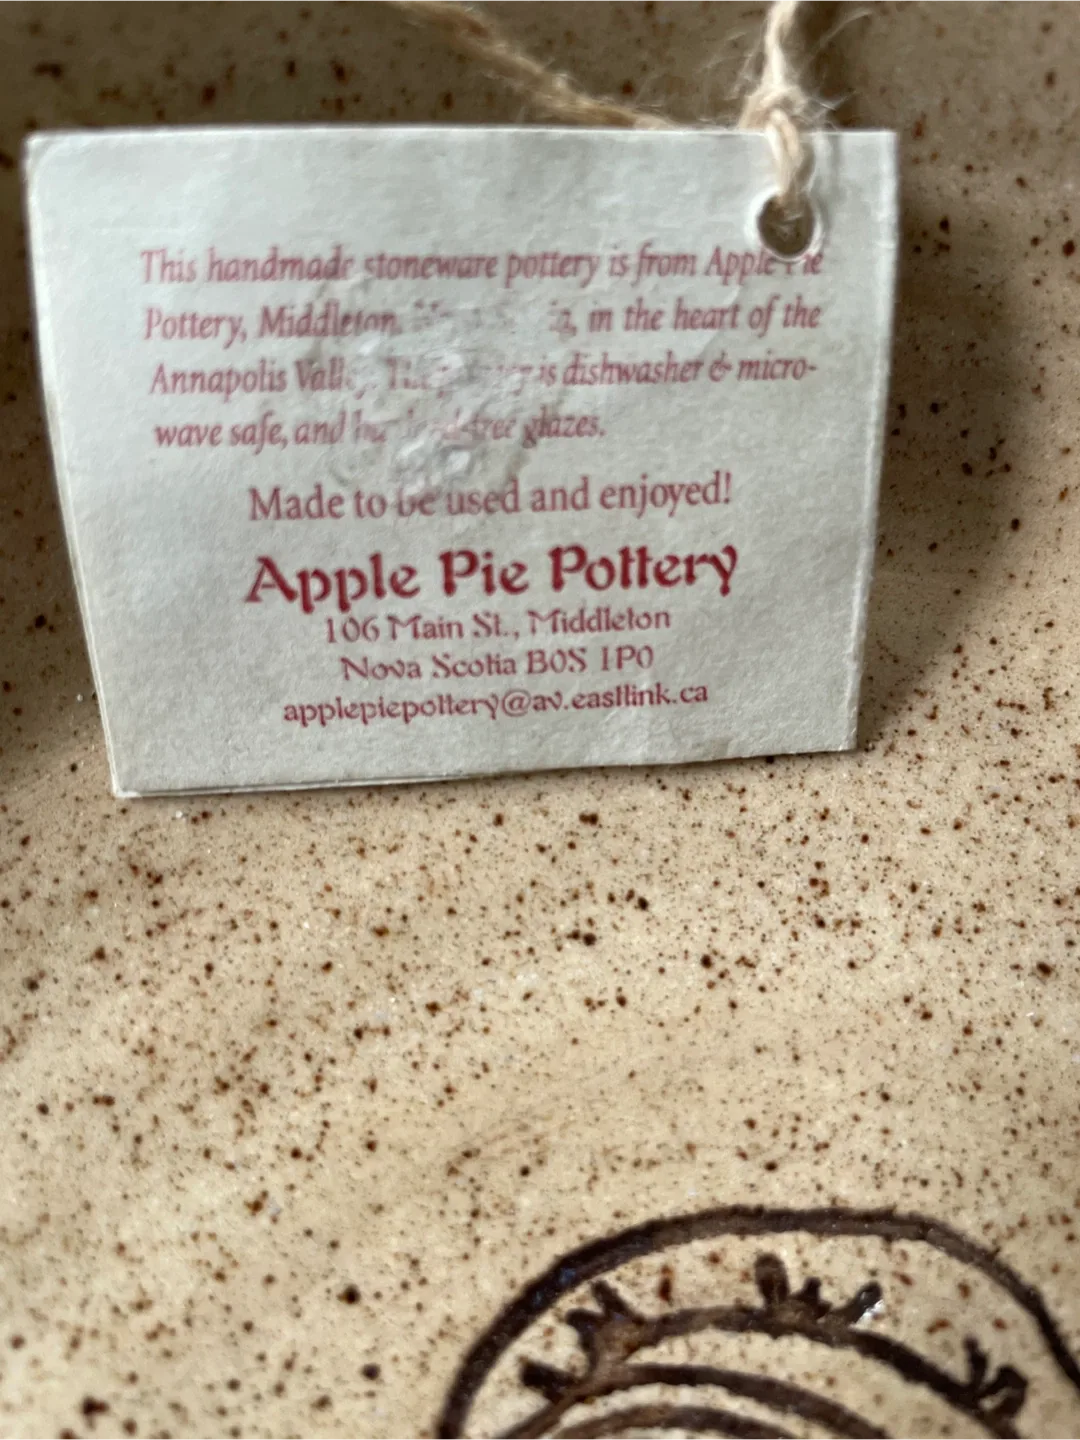 This handmade stoneware pottery is from Apple Pie
Pottery, Middleton, in the heart of the
Annapolis Valley. is dishwasher & micro-
wave safe, and glazes.
Made to be used and enjoyed!
Apple Pie Pottery
106 Main St., Middleton
Nova Scotia B0S 1P0
applepiepottery@av.eastlink.ca